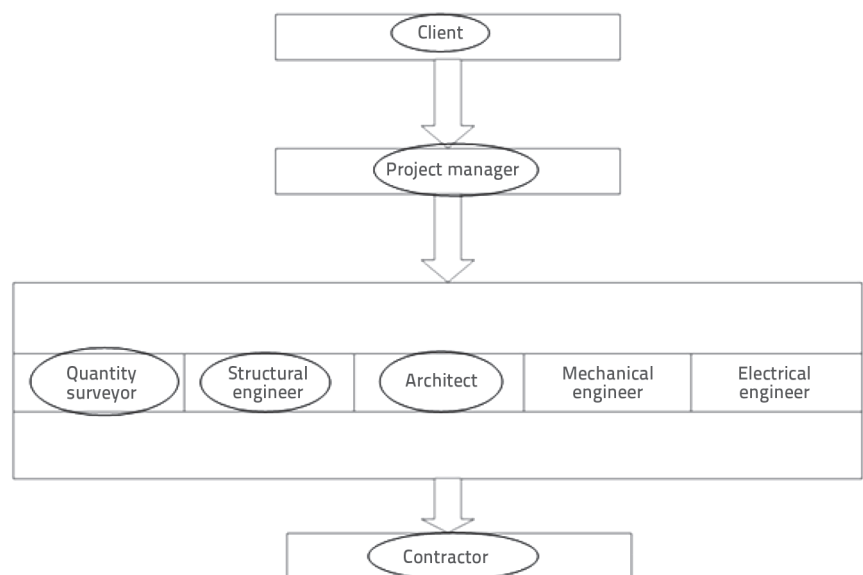 Client
Project manager
Quantity
surveyor
Structural
engineer
Architect
Mechanical
engineer
Electrical
engineer
Contractor